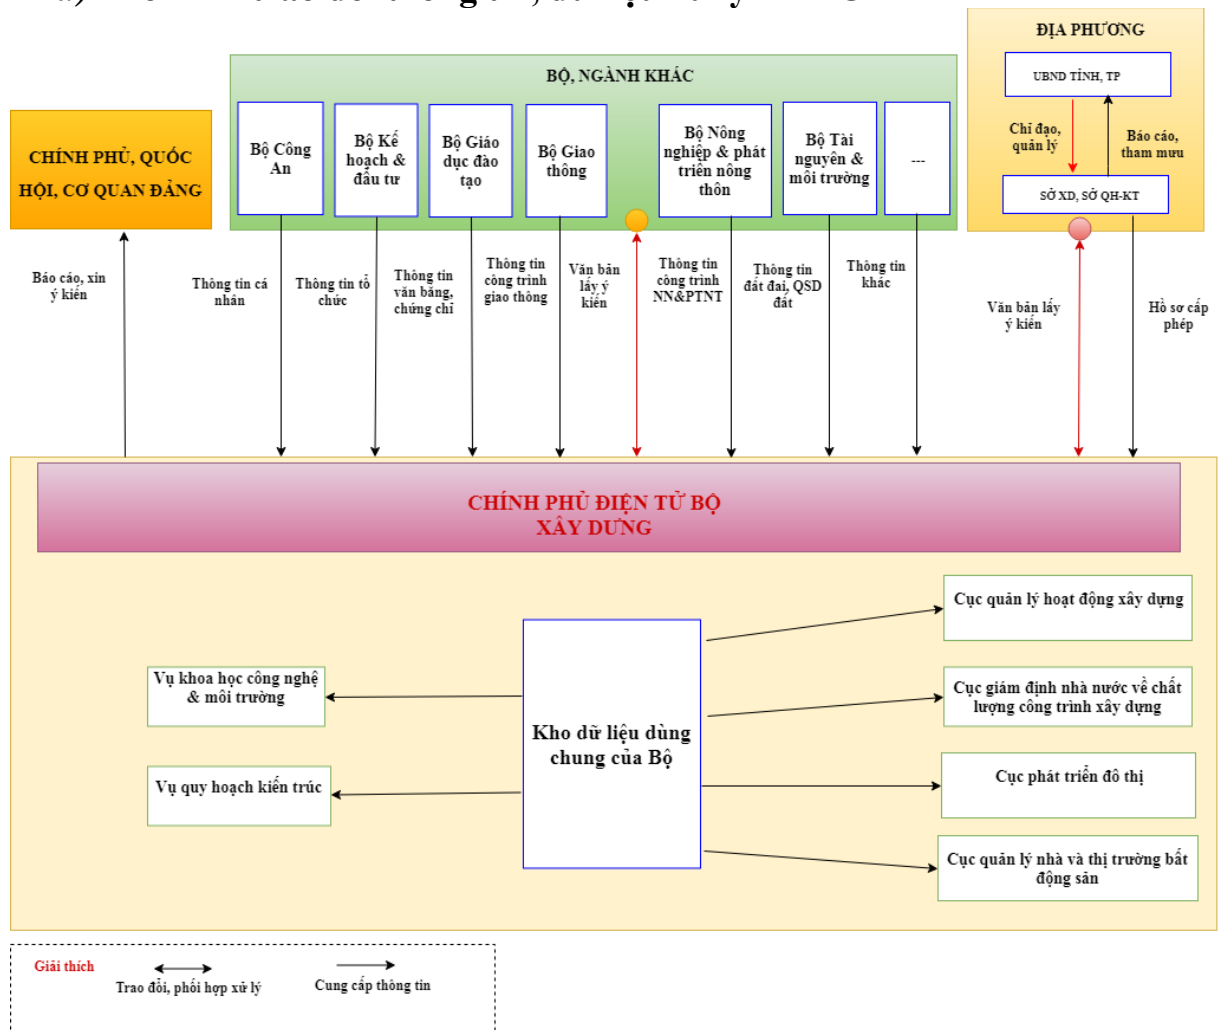 ĐỊA PHƯƠNG
UBND TỈNH, TP
Chỉ đạo,
quản lý
Báo cáo,
tham mưu
SỞ XD, SỞ QH-KT
BỘ, NGÀNH KHÁC
Bộ Công
An
Bộ Kế
hoạch &
đầu tư
Bộ Giáo
dục đào
tạo
Bộ Giao
thông
Bộ Nông
nghiệp & phát
triển nông
thôn
Bộ Tài
nguyên &
môi trường
---
CHÍNH PHỦ, QUỐC
HỘI, CƠ QUAN ĐẢNG
Báo cáo, xin
ý kiến
Thông tin cá
nhân
Thông tin tổ
chức
Thông tin
văn bằng,
chứng chỉ
Thông tin
công trình
giao thông
Văn bản
lấy ý
kiến
Thông tin
công trình
NN&PTNT
Thông tin
đất đai, QSD
đất
Thông tin
khác
Văn bản lấy
ý kiến
Hồ sơ cấp
phép
CHÍNH PHỦ ĐIỆN TỬ BỘ
XÂY DỰNG
Vụ khoa học công nghệ
& môi trường
Vụ quy hoạch kiến trúc
Kho dữ liệu dùng
chung của Bộ
Cục quản lý hoạt động xây dựng
Cục giám định nhà nước về chất
lượng công trình xây dựng
Cục phát triển đô thị
Cục quản lý nhà và thị trường bất
động sản
Giải thích
Trao đổi, phối hợp xử lý
Cung cấp thông tin